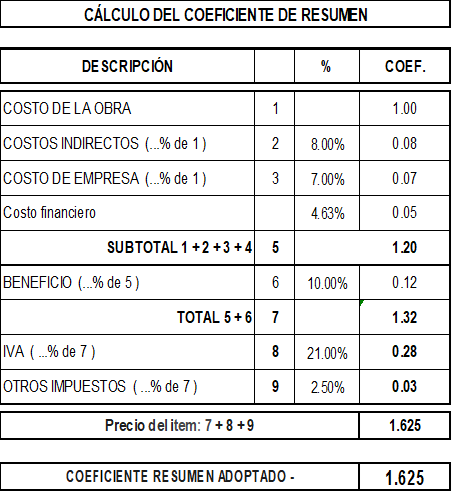 CÁLCULO DEL COEFICIENTE DE RESUMEN
DESCRIPCIÓN % COEF.
COSTO DE LA OBRA 1 1.00
COSTOS INDIRECTOS (...% de 1 ) 2 8.00% 0.08
COSTO DE EMPRESA (...% de 1 ) 3 7.00% 0.07
Costo financiero 4.63% 0.05
SUBTOTAL 1 + 2 + 3 + 4 5 1.20
BENEFICIO (...% de 5 ) 6 10.00% 0.12
TOTAL 5 + 6 7 1.32
IVA ( ...% de 7 ) 8 21.00% 0.28
OTROS IMPUESTOS ( ...% de 7 ) 9 2.50% 0.03
Precio del item: 7 + 8 + 9 1.625
COEFICIENTE RESUMEN ADOPTADO - 1.625